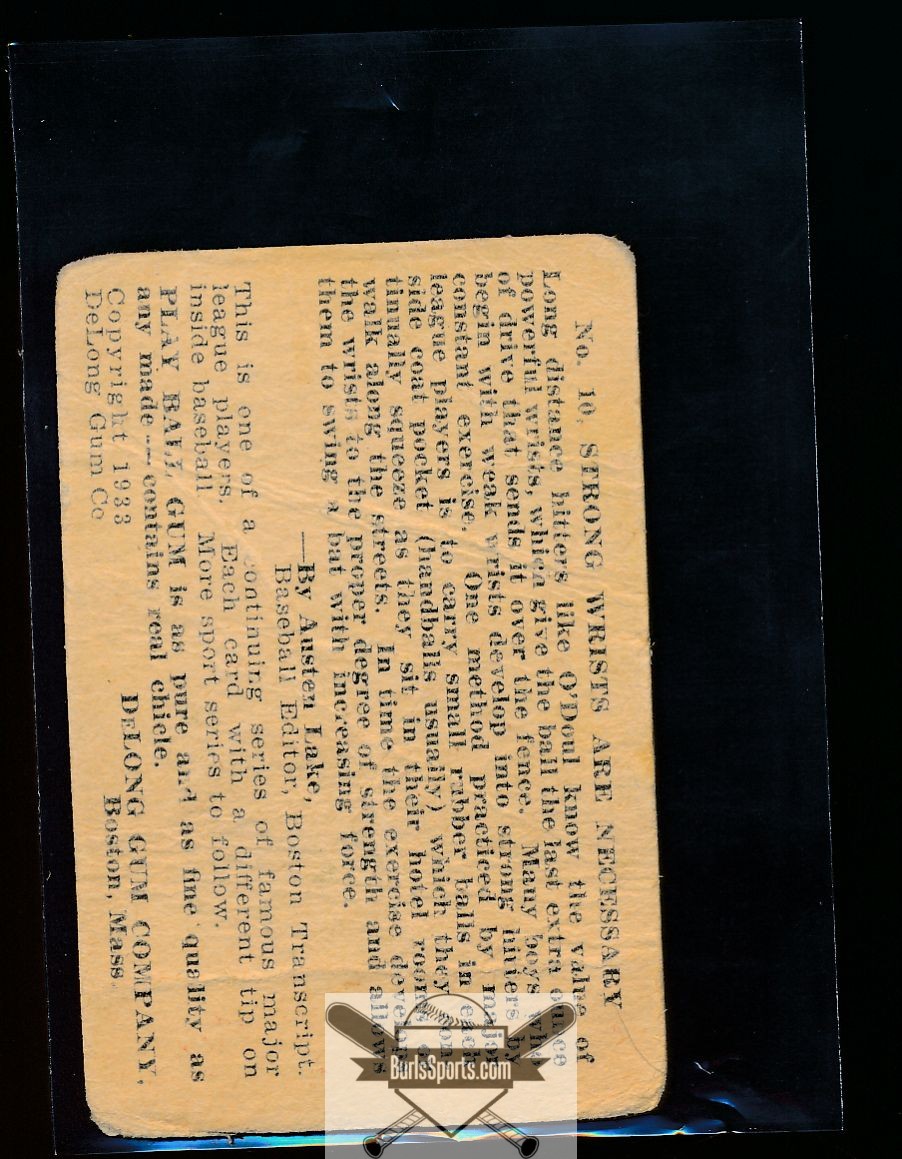 No. 10. STRONG WRISTS ARE NECESSARY
Long distance hitters like O'Doul know the value of
powerful wrists, which give the ball the last extra ounce
of drive that sends it over the fence. Many boys who
begin with weak wrists develop into strong hitters by
constant exercise. One method practiced by major
league players is to carry small rubber balls in each
side coat pocket (handballs usually) which they con-
tinually squeeze as they sit in their hotel rooms or
walk along the streets. In time the exercise develops
the wrists to the proper degree of strength and allows
them to swing a bat with increasing force.
—By Austen Lake,
Baseball Editor, Boston Transcript.
This is one of a continuing series of famous major
league players. Each card with a different tip on
inside baseball More sport series to follow.
PLAY BALL GUM is as pure and as fine quality as
any made--contains real chicle.
DELONG GUM COMPANY,
Boston, Mass.
Copyright 1933
DeLong Gum Co
BurlsSports.com